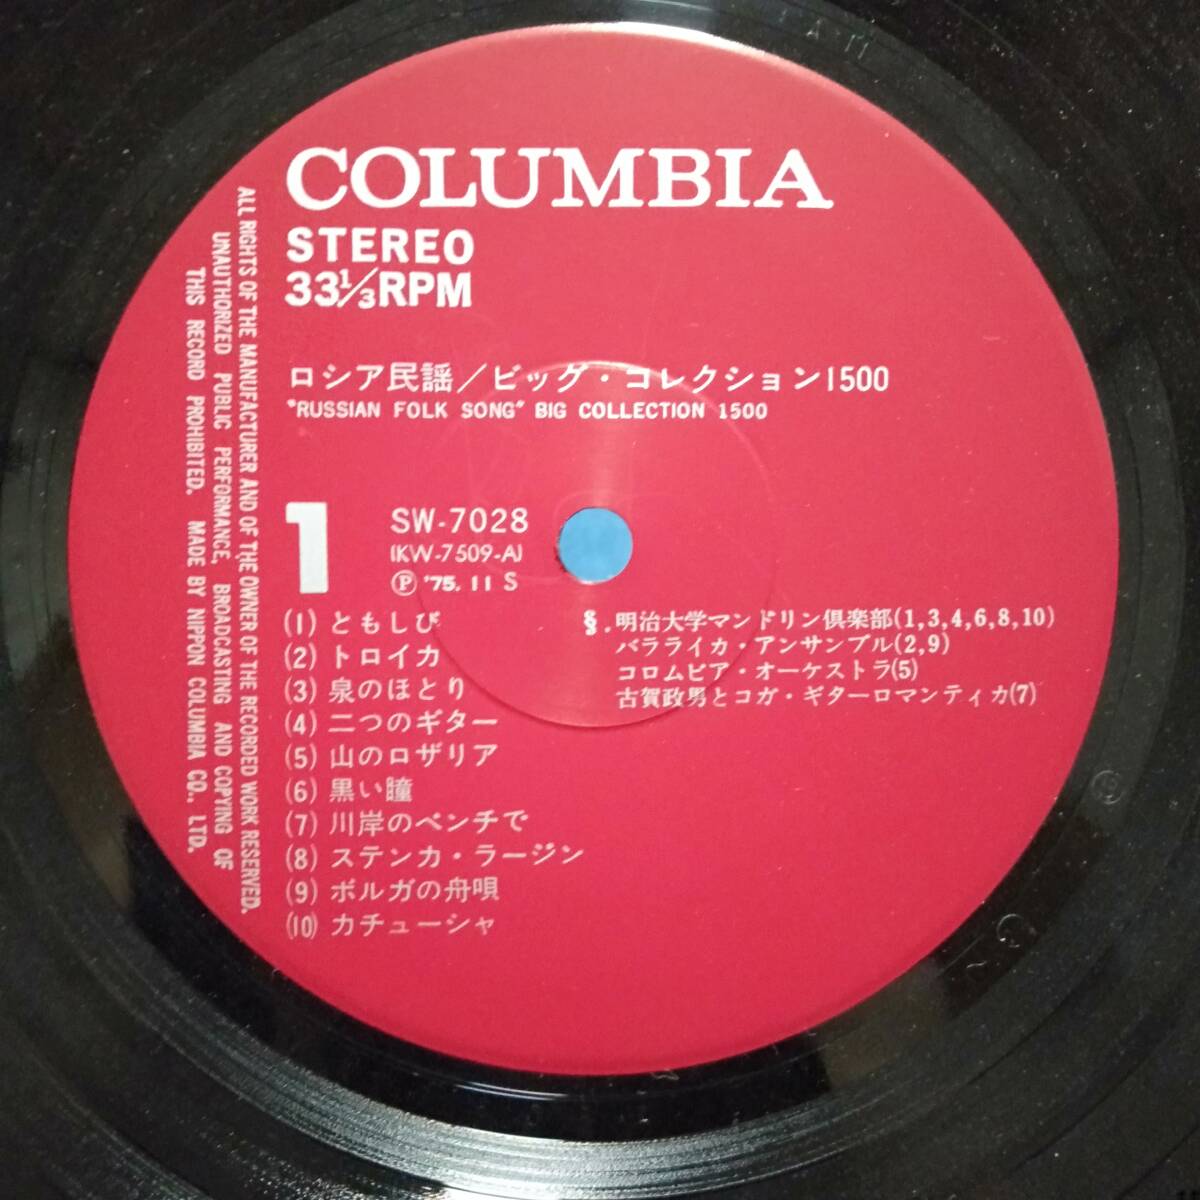 COLUMBIA
STEREO
33⅓RPM
ロシア民謡／ビッグ・コレクション1500
"RUSSIAN FOLK SONG" BIG COLLECTION 1500
1
SW-7028
(KW-7509-A)
Ⓟ '75. 11 S
(1) ともしび
(2) トロイカ
(3) 泉のほとり
(4) 二つのギター
(5) 山のロザリア
(6) 黒い瞳
(7) 川岸のベンチで
(8) ステンカ・ラージン
(9) ボルガの舟唄
(10) カチューシャ
§. 明治大学マンドリン倶楽部(1,3,4,6,8,10)
バラライカ・アンサンブル(2,9)
コロムビア・オーケストラ(5)
古賀政男とコガ・ギターロマンティカ(7)
ALL RIGHTS OF THE MANUFACTURER AND OF THE OWNER OF THE RECORDED WORK RESERVED.
UNAUTHORIZED PUBLIC PERFORMANCE, BROADCASTING AND COPYING OF
THIS RECORD PROHIBITED. MADE BY NIPPON COLUMBIA CO., LTD.